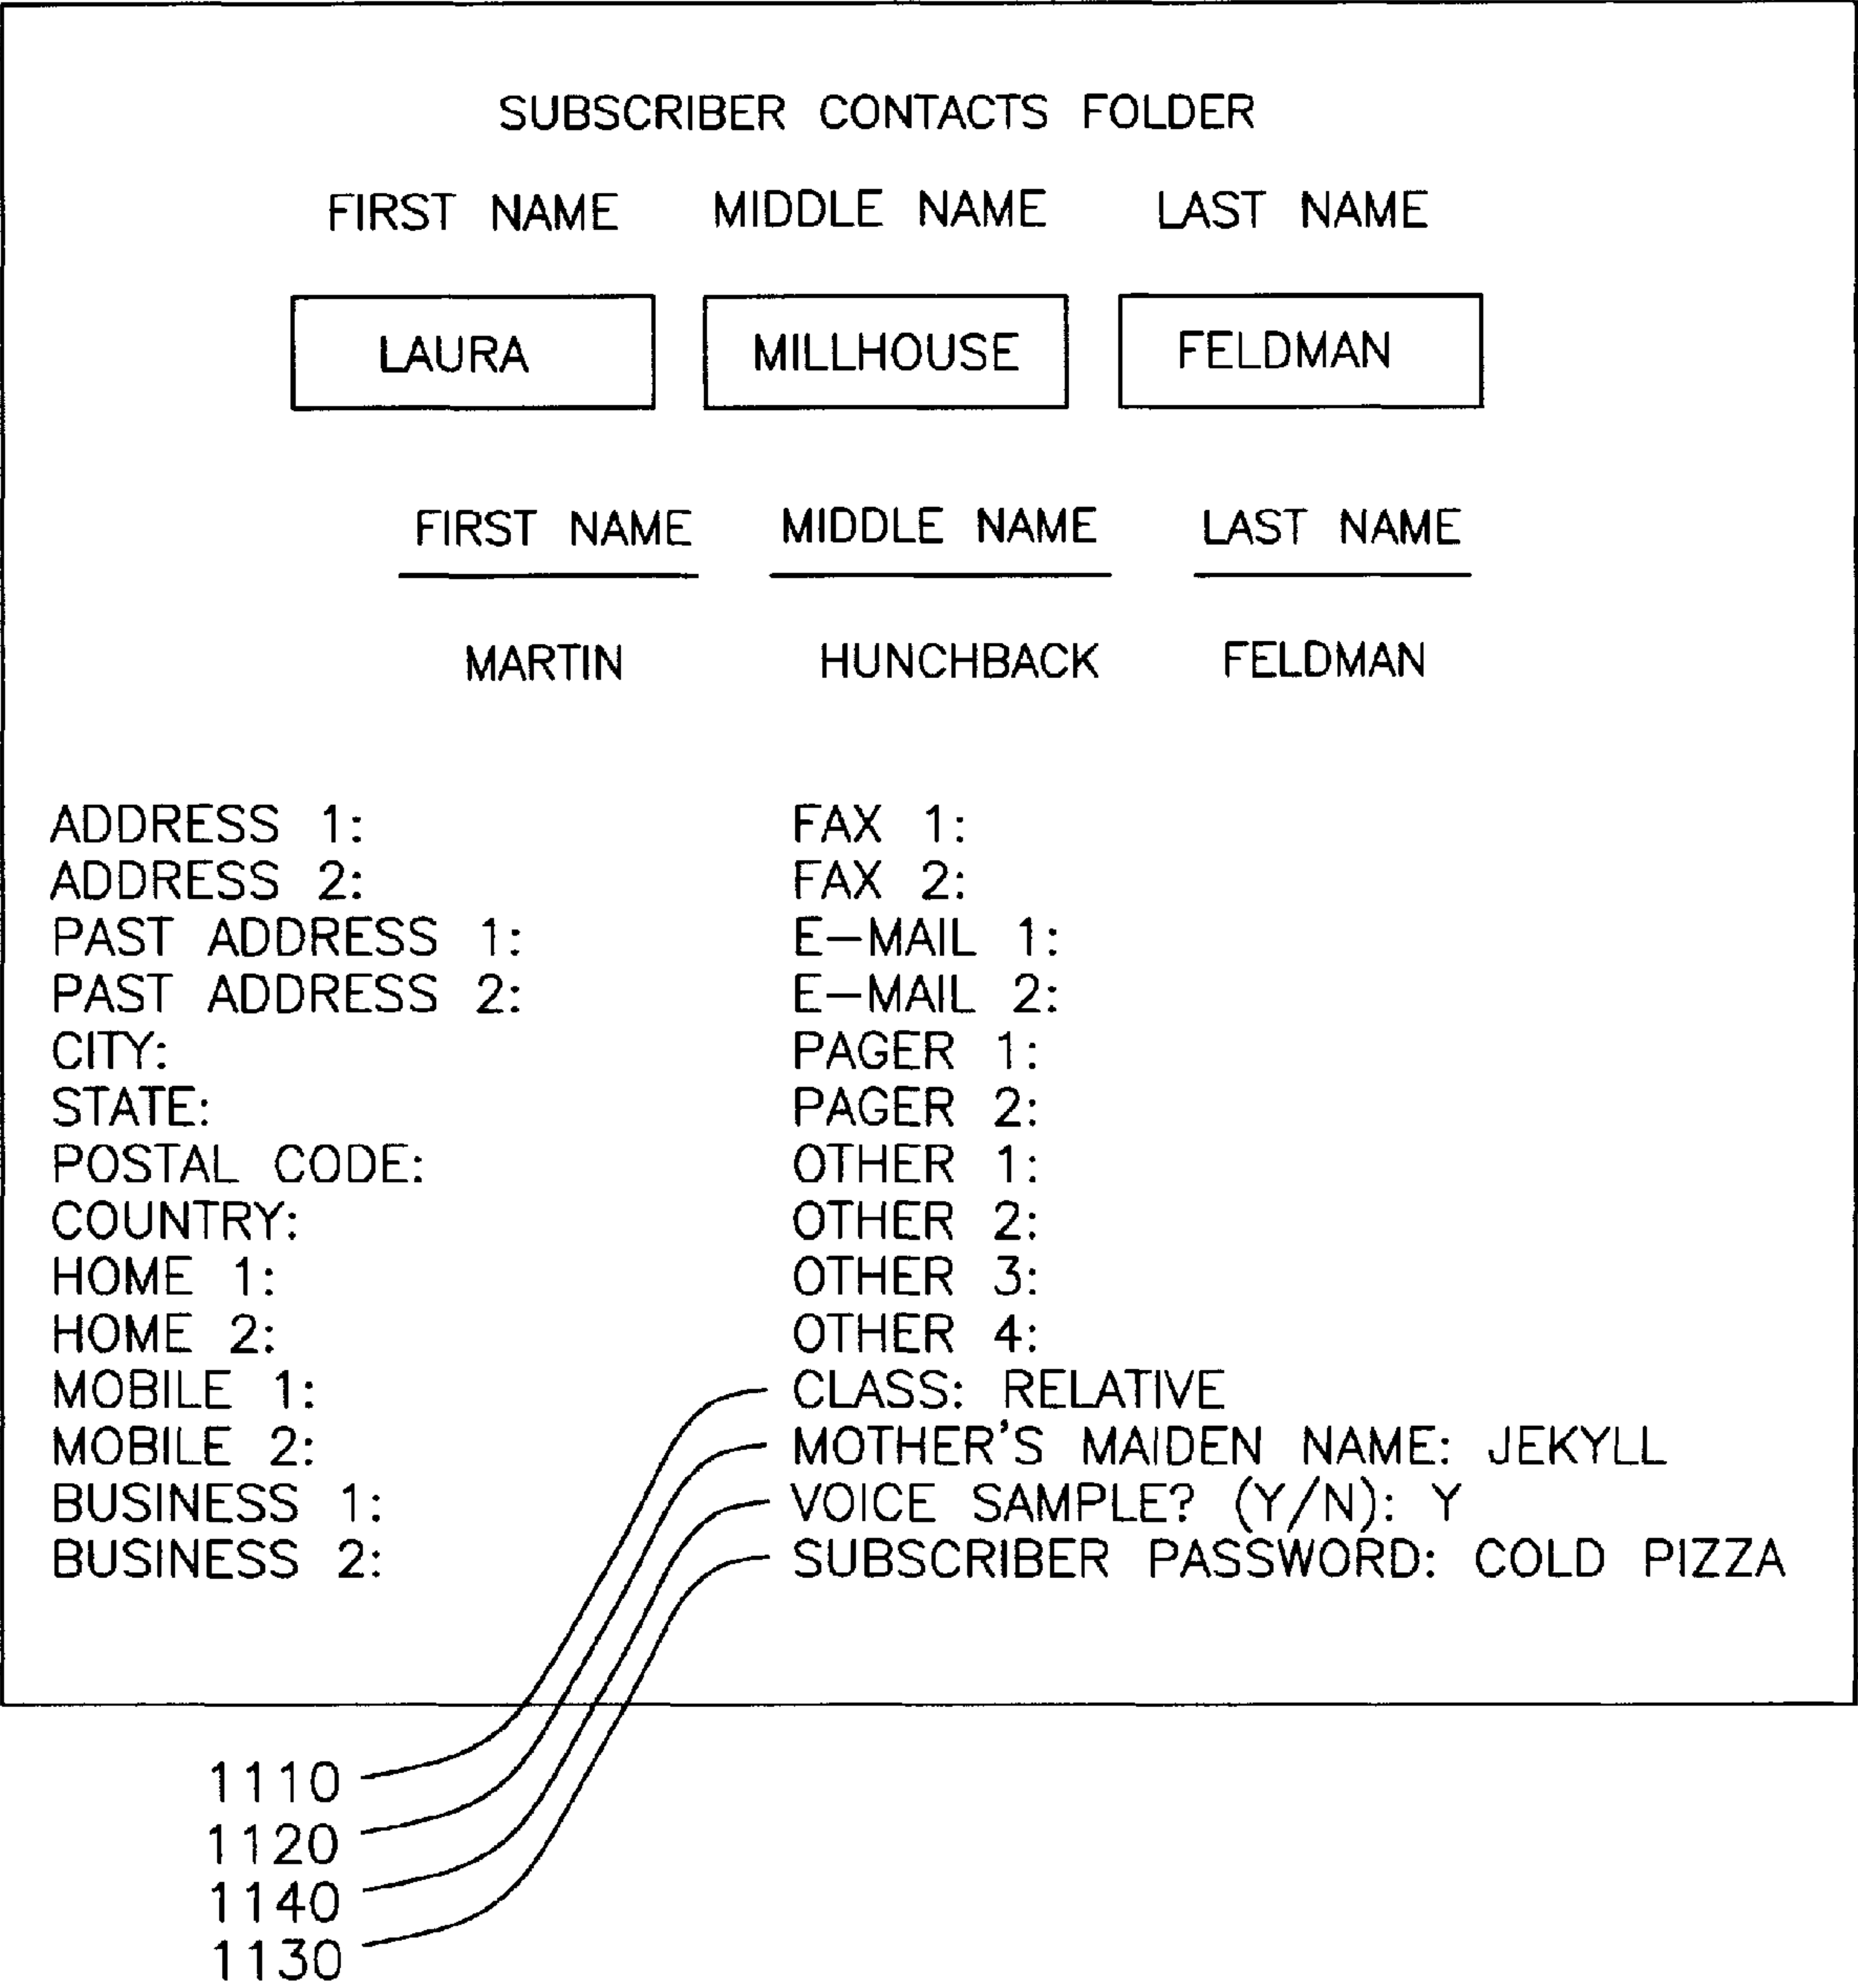 SUBSCRIBER CONTACTS FOLDER
FIRST NAME MIDDLE NAME LAST NAME
LAURA MILLHOUSE FELDMAN
FIRST NAME MIDDLE NAME LAST NAME
MARTIN HUNCHBACK FELDMAN
ADDRESS 1:
ADDRESS 2:
PAST ADDRESS 1:
PAST ADDRESS 2:
CITY:
STATE:
POSTAL CODE:
COUNTRY:
HOME 1:
HOME 2:
MOBILE 1:
MOBILE 2:
BUSINESS 1:
BUSINESS 2:
FAX 1:
FAX 2:
E-MAIL 1:
E-MAIL 2:
PAGER 1:
PAGER 2:
OTHER 1:
OTHER 2:
OTHER 3:
OTHER 4:
CLASS: RELATIVE
MOTHER'S MAIDEN NAME: JEKYLL
VOICE SAMPLE? (Y/N): Y
SUBSCRIBER PASSWORD: COLD PIZZA
1110
1120
1140
1130